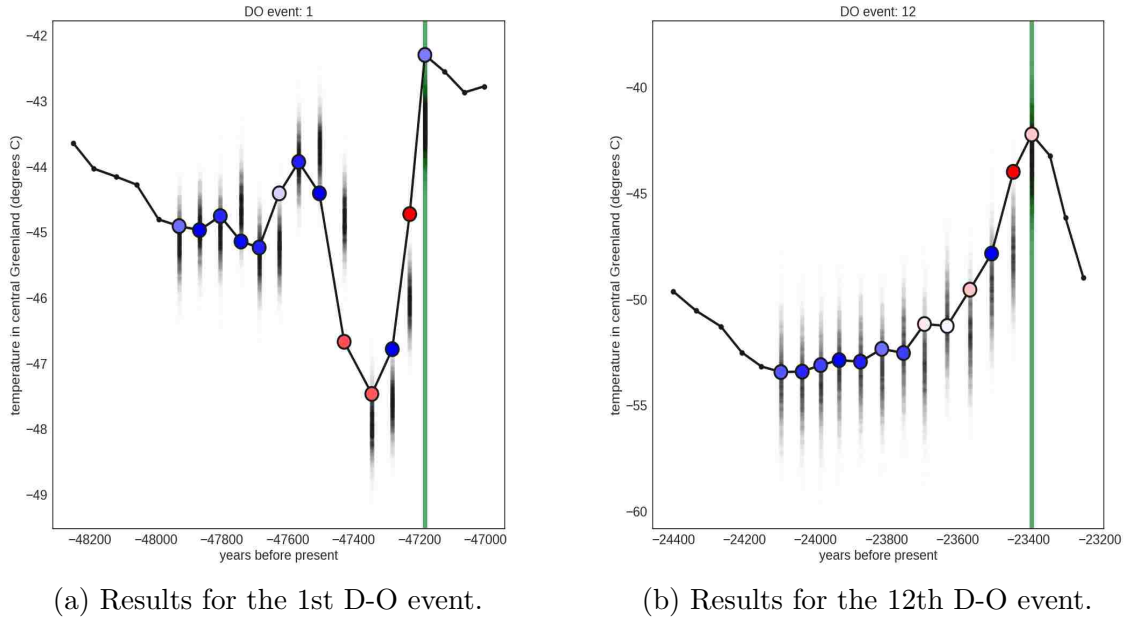 DO event: 1
temperature in central Greenland (degrees C)
−42
−43
−44
−45
−46
−47
−48
−49
−48200 −48000 −47800 −47600 −47400 −47200 −47000
years before present
(a) Results for the 1st D-O event.
DO event: 12
temperature in central Greenland (degrees C)
−40
−45
−50
−55
−60
−24400 −24200 −24000 −23800 −23600 −23400 −23200
years before present
(b) Results for the 12th D-O event.